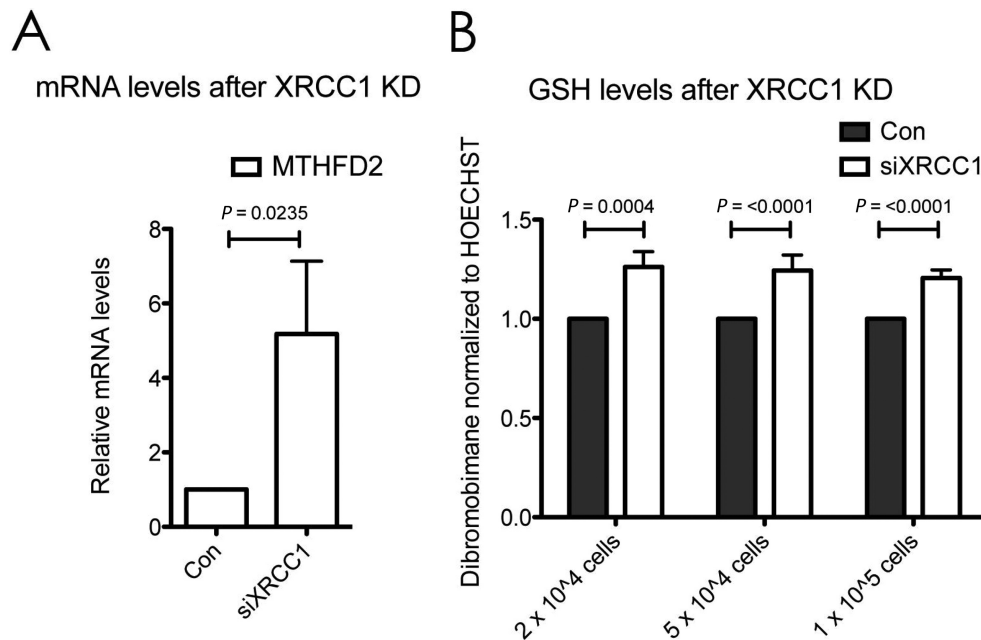 A
mRNA levels after XRCC1 KD
MTHFD2
P = 0.0235
Relative mRNA levels
8
6
4
2
0
Con
siXRCC1
B
GSH levels after XRCC1 KD
Con
siXRCC1
P = 0.0004
P = <0.0001
P = <0.0001
Dibromobimane normalized to HOECHST
1.5
1.0
0.5
0.0
2 x 10^4 cells
5 x 10^4 cells
1 x 10^5 cells